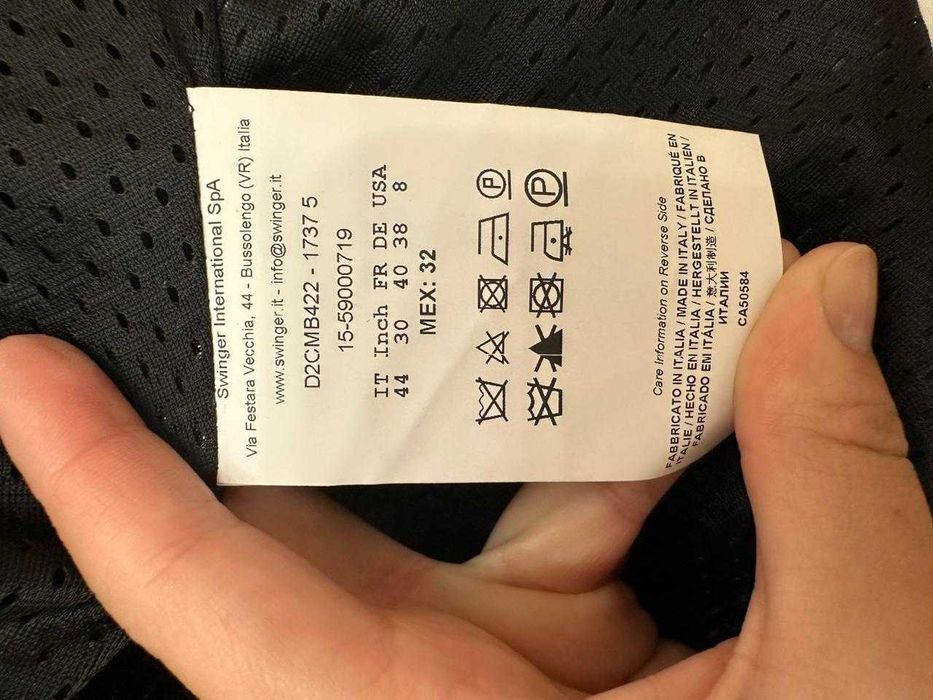 Swinger International SpA
Via Festara Vecchia, 44 - Bussolengo (VR) Italia
www.swinger.it - info@swinger.it
D2CMB422 - 1737 5
15-59000719
IT Inch FR DE USA
44 30 40 38 8
MEX: 32
P
P
Care Information on Reverse Side
FABBRICATO IN ITALIA / MADE IN ITALY / FABRIQUÉ EN
ITALIE / HECHO EN ITALIA / HERGESTELLT IN ITALIEN /
FABRICADO EM ITÁLIA / 意大利制造 / СДЕЛАНО В
ИТАЛИИ
CA50584